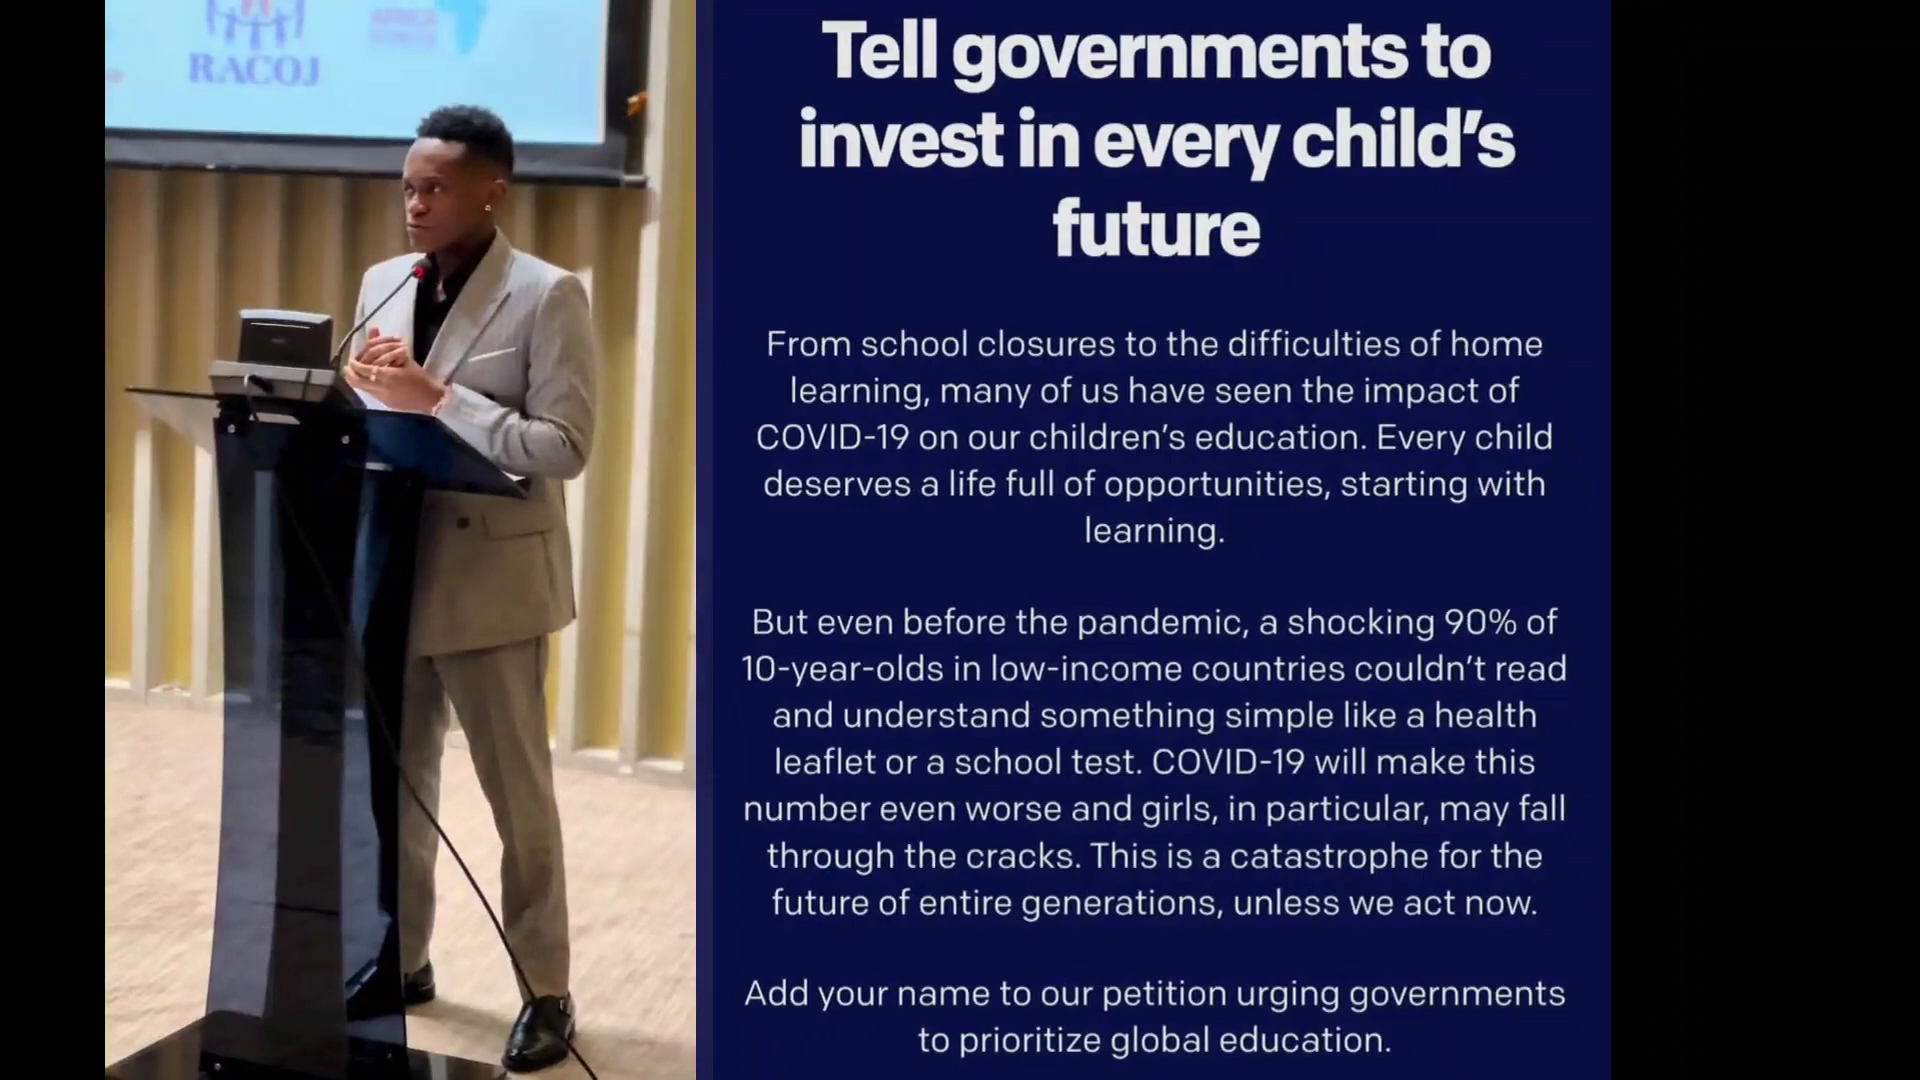 RACOJ
AFRICA
Tell governments to
invest in every child's
future
From school closures to the difficulties of home
learning, many of us have seen the impact of
COVID-19 on our children's education. Every child
deserves a life full of opportunities, starting with
learning.
But even before the pandemic, a shocking 90% of
10-year-olds in low-income countries couldn't read
and understand something simple like a health
leaflet or a school test. COVID-19 will make this
number even worse and girls, in particular, may fall
through the cracks. This is a catastrophe for the
future of entire generations, unless we act now.
Add your name to our petition urging governments
to prioritize global education.